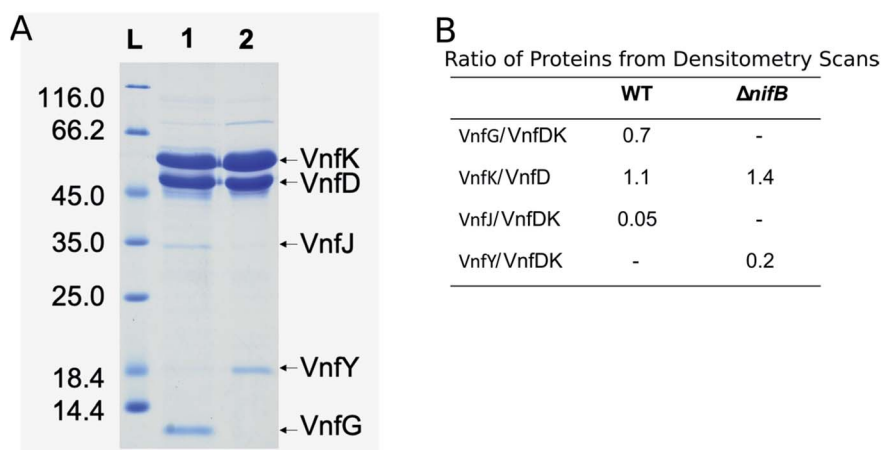 A
L 1 2
116.0
66.2
45.0
35.0
25.0
18.4
14.4
VnfK
VnfD
VnfJ
VnfY
VnfG
B
Ratio of Proteins from Densitometry Scans
WT ΔnifB
VnfG/VnfDK 0.7 -
VnfK/VnfD 1.1 1.4
VnfJ/VnfDK 0.05 -
VnfY/VnfDK - 0.2